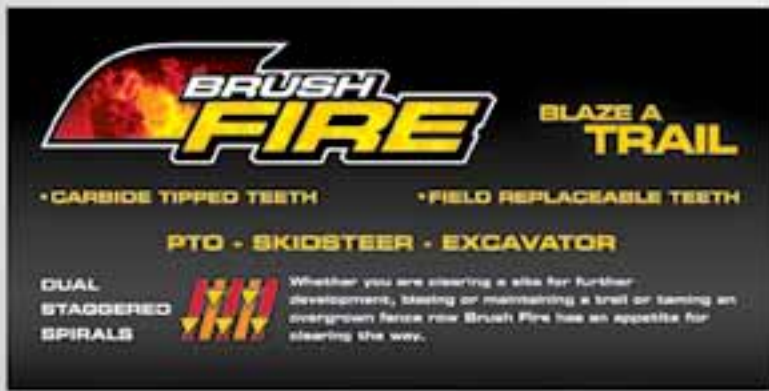 BRUSH
FIRE
BLAZE A
TRAIL
•CARBIDE TIPPED TEETH
•FIELD REPLACEABLE TEETH
PTO - SKIDSTEER - EXCAVATOR
DUAL
STAGGERED
SPIRALS
Whether you are clearing a site for further
development, blazing or maintaining a trail or taming an
overgrown fence row Brush Fire has an appetite for
clearing the way.